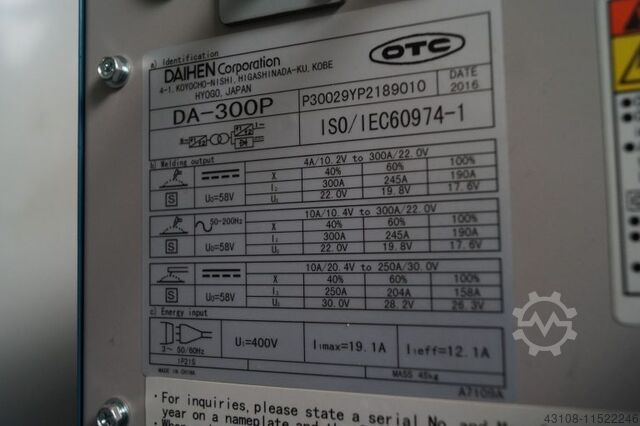 a) Identification
DAIHEN Corporation
4-1, KOYOCHO-NISHI, HIGASHINADA-KU, KOBE
HYOGO, JAPAN
OTC
DA-300P
P30029YP2189010
DATE
2016
ISO/IEC60974-1
b) Welding output
4A/10.2V to 300A/22.0V
X 40% 60% 100%
I₂ 300A 245A 190A
S U₀=58V U₂ 22.0V 19.8V 17.6V
10A/10.4V to 300A/22.0V
50-200Hz X 40% 60% 100%
I₂ 300A 245A 190A
S U₀=58V U₂ 22.0V 19.8V 17.6V
10A/20.4V to 250A/30.0V
X 40% 60% 100%
I₂ 250A 204A 158A
S U₀=58V U₂ 30.0V 28.2V 26.3V
c) Energy input
3~ 50/60Hz
U₁=400V
I₁max=19.1A
I₁eff=12.1A
IP21S
MADE IN CHINA
MASS 45kg
A7109A
・For inquiries, please state a serial No. and
year on a nameplate
43108-11522246